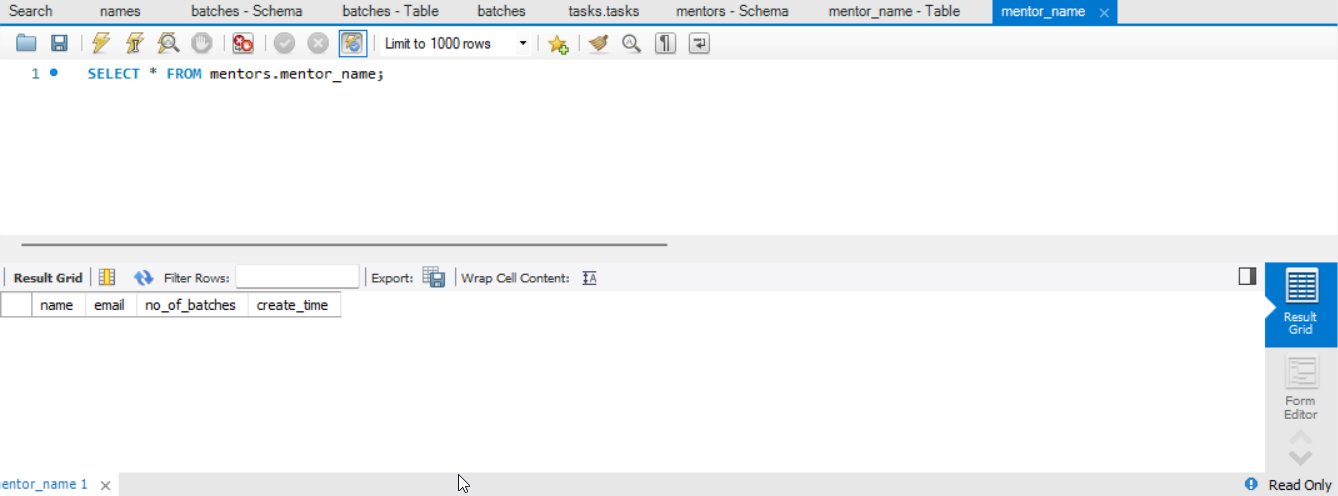 Search names batches - Schema batches - Table batches tasks.tasks mentors - Schema mentor_name - Table mentor_name
Limit to 1000 rows
1 SELECT * FROM mentors.mentor_name;
Result Grid Filter Rows: Export: Wrap Cell Content:
name email no_of_batches create_time
Result
Grid
Form
Editor
entor_name 1 Read Only